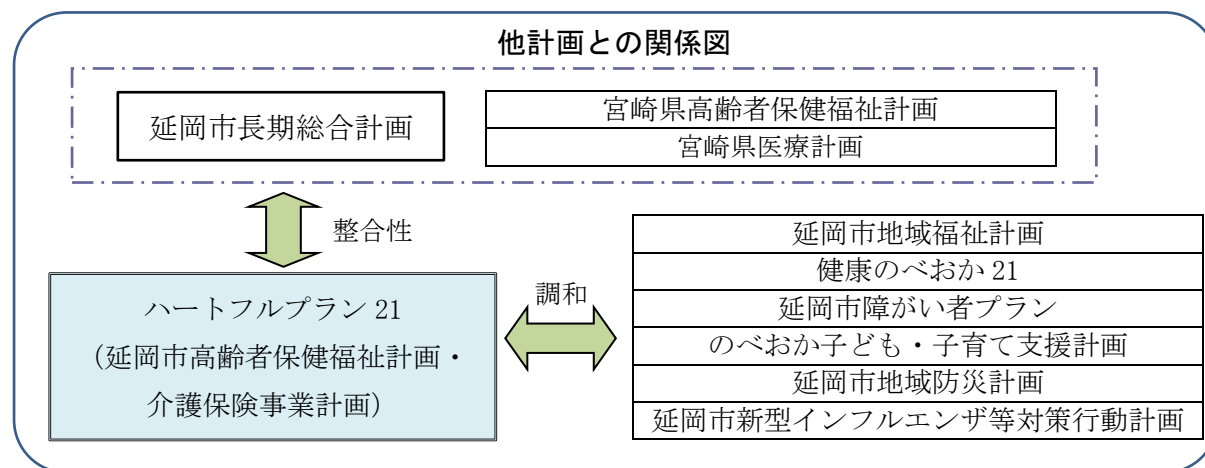 他計画との関係図
延岡市長期総合計画
宮崎県高齢者保健福祉計画
宮崎県医療計画
整合性
ハートフルプラン 21
（延岡市高齢者保健福祉計画・
介護保険事業計画）
調和
延岡市地域福祉計画
健康のべおか 21
延岡市障がい者プラン
のべおか子ども・子育て支援計画
延岡市地域防災計画
延岡市新型インフルエンザ等対策行動計画